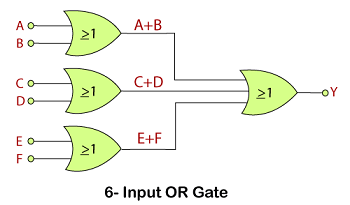 A
B
≥1
A+B
C
D
≥1
C+D
≥1
Y
E
F
≥1
E+F
6- Input OR Gate